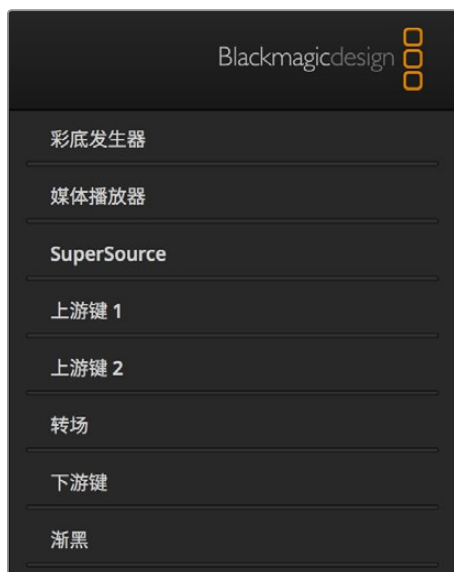 Blackmagicdesign
彩底发生器
媒体播放器
SuperSource
上游键 1
上游键 2
转场
下游键
渐黑